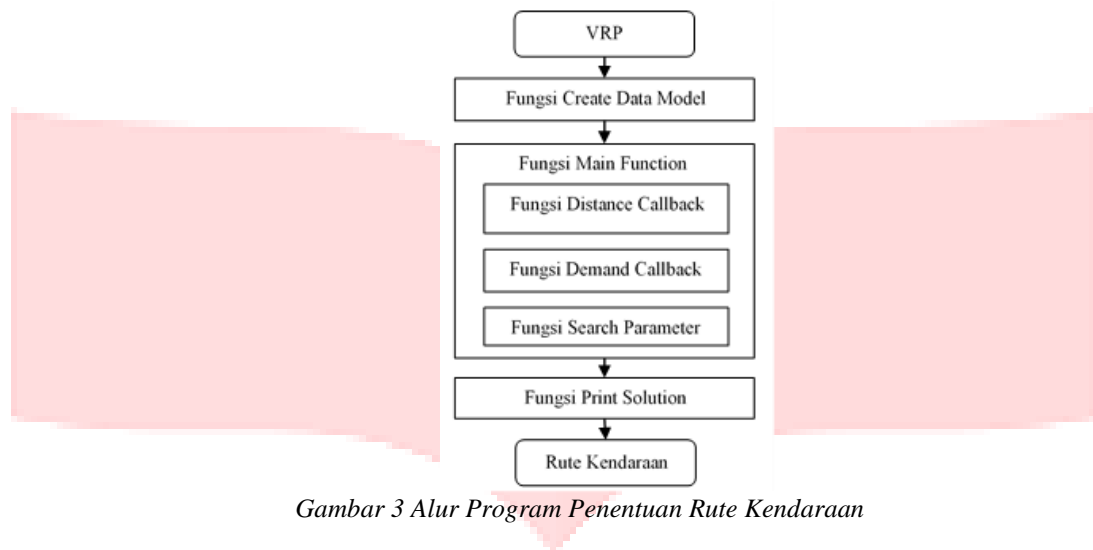 VRP
Fungsi Create Data Model
Fungsi Main Function
Fungsi Distance Callback
Fungsi Demand Callback
Fungsi Search Parameter
Fungsi Print Solution
Rute Kendaraan
Gambar 3 Alur Program Penentuan Rute Kendaraan